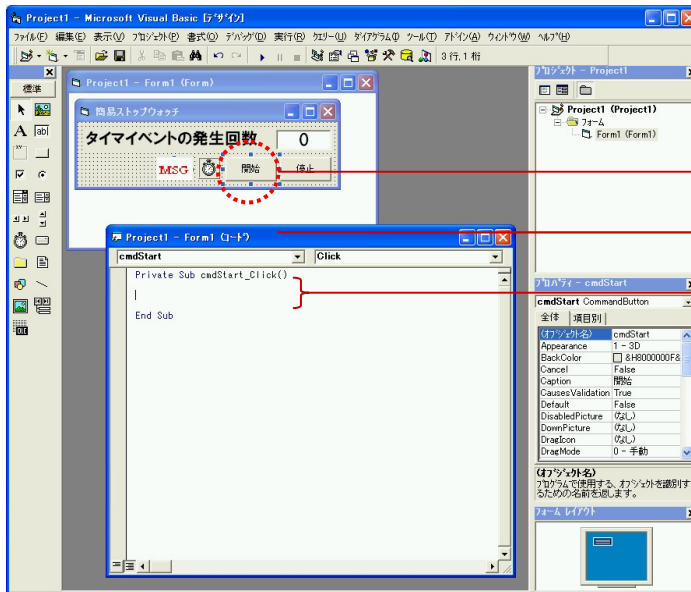 Project1 - Microsoft Visual Basic [ﾃﾞｻﾞｲﾝ]
ﾌｧｲﾙ(F) 編集(E) 表示(V) ﾌﾟﾛｼﾞｪｸﾄ(P) 書式(O) ﾃﾞﾊﾞｯｸﾞ(D) 実行(R) ｸｴﾘｰ(U) ﾀﾞｲｱｸﾞﾗﾑ(I) ﾂｰﾙ(T) ｱﾄﾞｲﾝ(A) ｳｨﾝﾄﾞｳ(W) ﾍﾙﾌﾟ(H)
3 行, 1 桁
標準
Project1 - Form1 (Form)
簡易ストップウォッチ
タイマイベントの発生回数 0
MSG 開始 停止
Project1 - Form1 (ｺｰﾄﾞ)
cmdStart Click
Private Sub cmdStart_Click()
End Sub
ﾌﾟﾛｼﾞｪｸﾄ - Project1
Project1 (Project1)
ﾌｫｰﾑ
Form1 (Form1)
ﾌﾟﾛﾊﾟﾃｨ - cmdStart
cmdStart CommandButton
全体 項目別
(ｵﾌﾞｼﾞｪｸﾄ名) cmdStart
Appearance 1 - 3D
BackColor &H8000000F&
Cancel False
Caption 開始
CausesValidation True
Default False
DisabledPicture (なし)
DownPicture (なし)
DragIcon (なし)
DragMode 0 - 手動
(ｵﾌﾞｼﾞｪｸﾄ名)
ﾌﾟﾛｸﾞﾗﾑで使用する、ｵﾌﾞｼﾞｪｸﾄを識別す
るための名前を返します。
ﾌｫｰﾑ ﾚｲｱｳﾄ